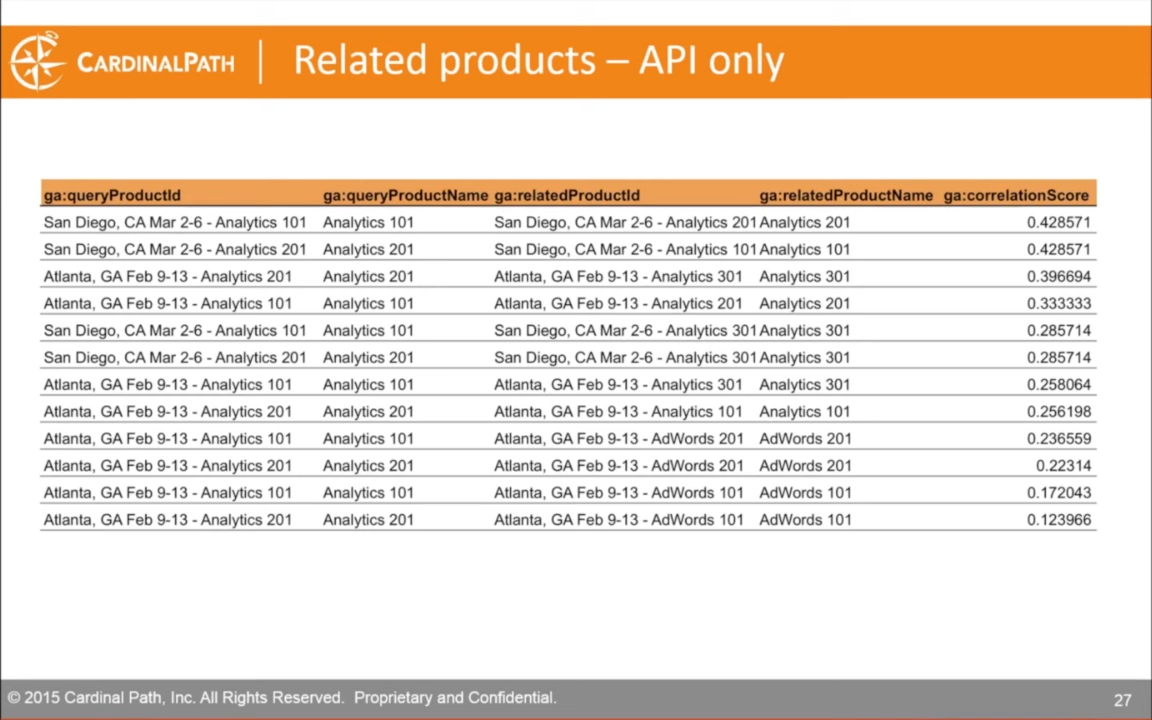 CARDINALPATH
Related products – API only
ga:queryProductId ga:queryProductName ga:relatedProductId ga:relatedProductName ga:correlationScore
San Diego, CA Mar 2-6 - Analytics 101 Analytics 101 San Diego, CA Mar 2-6 - Analytics 201 Analytics 201 0.428571
San Diego, CA Mar 2-6 - Analytics 201 Analytics 201 San Diego, CA Mar 2-6 - Analytics 101 Analytics 101 0.428571
Atlanta, GA Feb 9-13 - Analytics 201 Analytics 201 Atlanta, GA Feb 9-13 - Analytics 301 Analytics 301 0.396694
Atlanta, GA Feb 9-13 - Analytics 101 Analytics 101 Atlanta, GA Feb 9-13 - Analytics 201 Analytics 201 0.333333
San Diego, CA Mar 2-6 - Analytics 101 Analytics 101 San Diego, CA Mar 2-6 - Analytics 301 Analytics 301 0.285714
San Diego, CA Mar 2-6 - Analytics 201 Analytics 201 San Diego, CA Mar 2-6 - Analytics 301 Analytics 301 0.285714
Atlanta, GA Feb 9-13 - Analytics 101 Analytics 101 Atlanta, GA Feb 9-13 - Analytics 301 Analytics 301 0.258064
Atlanta, GA Feb 9-13 - Analytics 201 Analytics 201 Atlanta, GA Feb 9-13 - Analytics 101 Analytics 101 0.256198
Atlanta, GA Feb 9-13 - Analytics 101 Analytics 101 Atlanta, GA Feb 9-13 - AdWords 201 AdWords 201 0.236559
Atlanta, GA Feb 9-13 - Analytics 201 Analytics 201 Atlanta, GA Feb 9-13 - AdWords 201 AdWords 201 0.22314
Atlanta, GA Feb 9-13 - Analytics 101 Analytics 101 Atlanta, GA Feb 9-13 - AdWords 101 AdWords 101 0.172043
Atlanta, GA Feb 9-13 - Analytics 201 Analytics 201 Atlanta, GA Feb 9-13 - AdWords 101 AdWords 101 0.123966
© 2015 Cardinal Path, Inc. All Rights Reserved. Proprietary and Confidential.
27